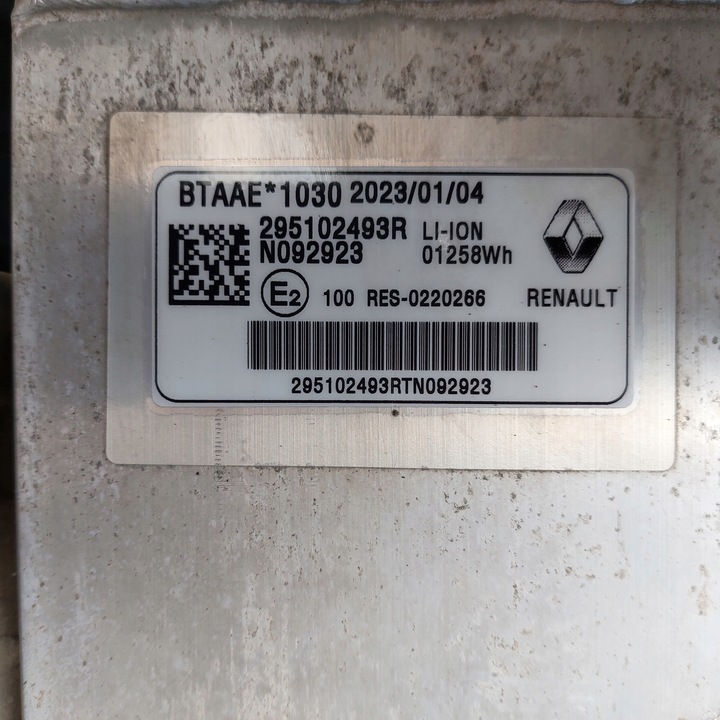 BTAAE*1030 2023/01/04
295102493R LI-ION
N092923 01258Wh
E2 100 RES-0220266 RENAULT
295102493RTN092923